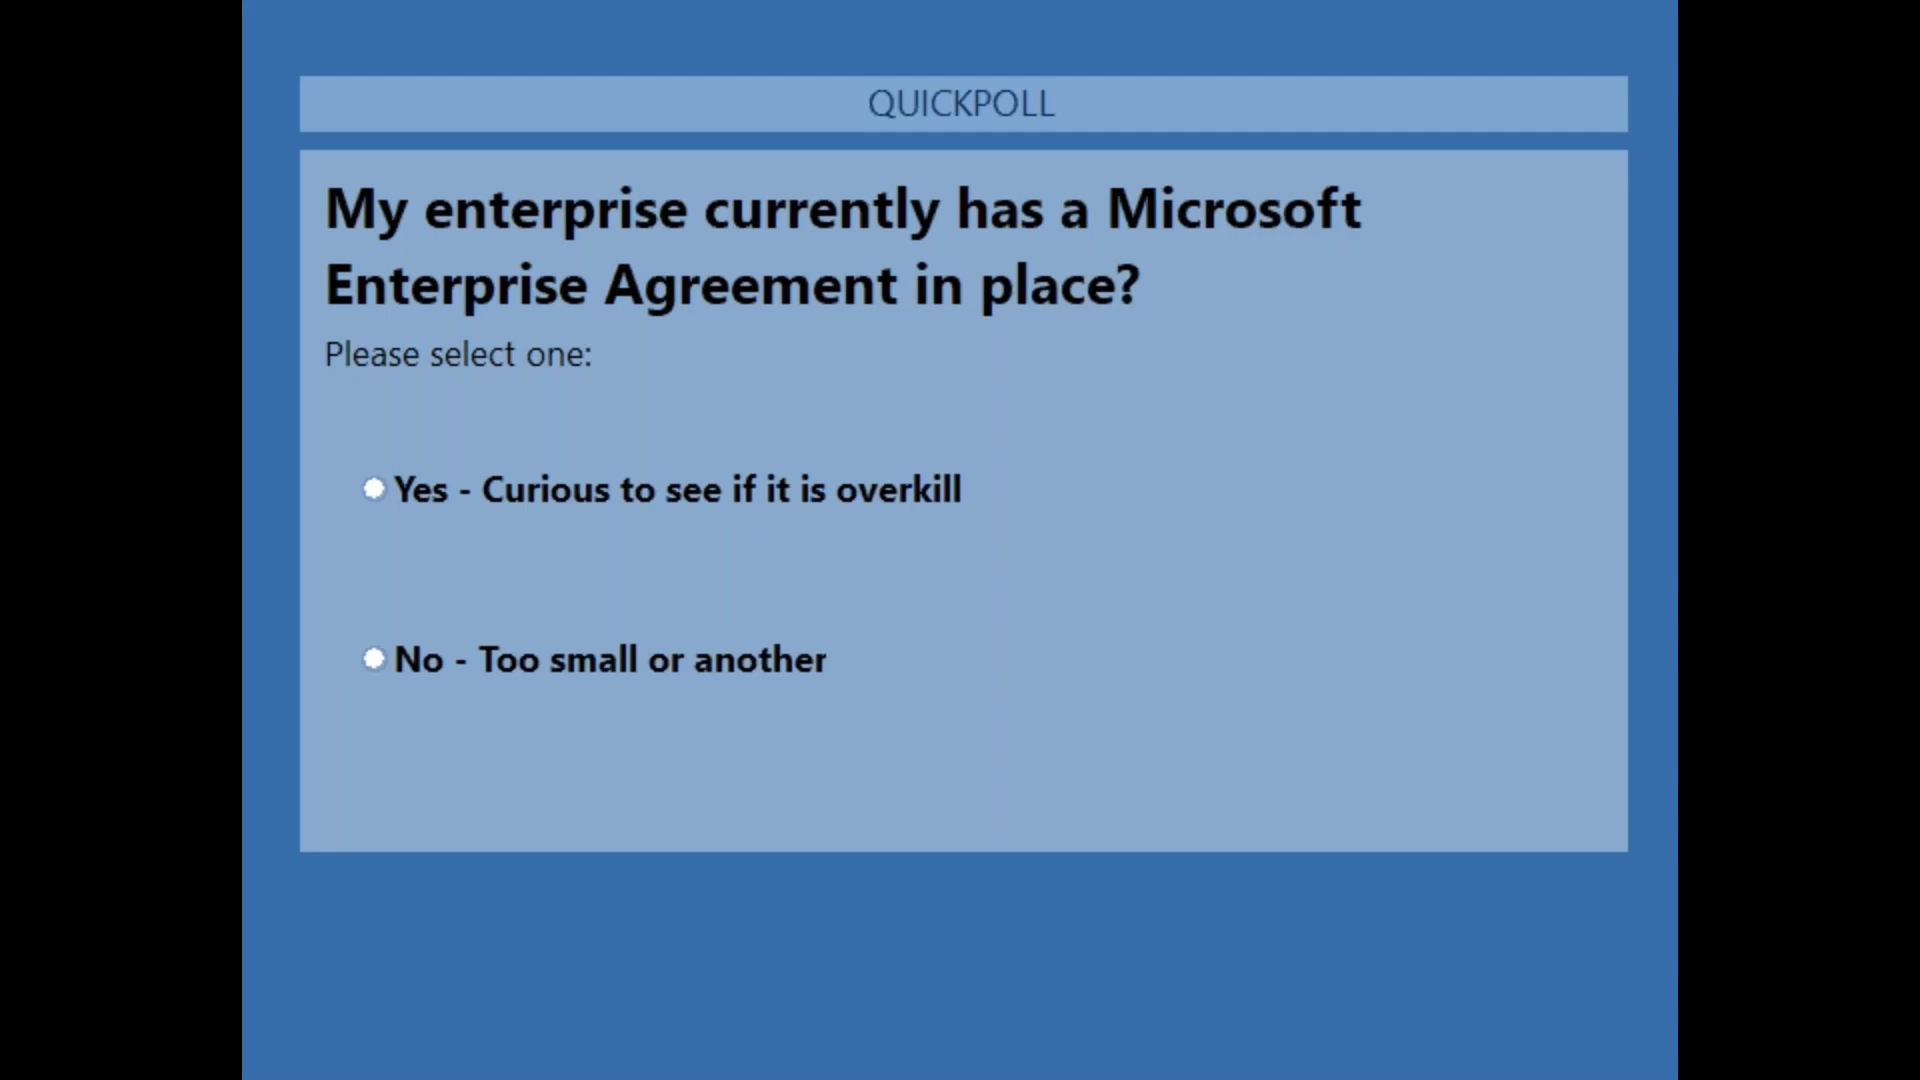 QUICKPOLL
My enterprise currently has a Microsoft
Enterprise Agreement in place?
Please select one:
Yes - Curious to see if it is overkill
No - Too small or another